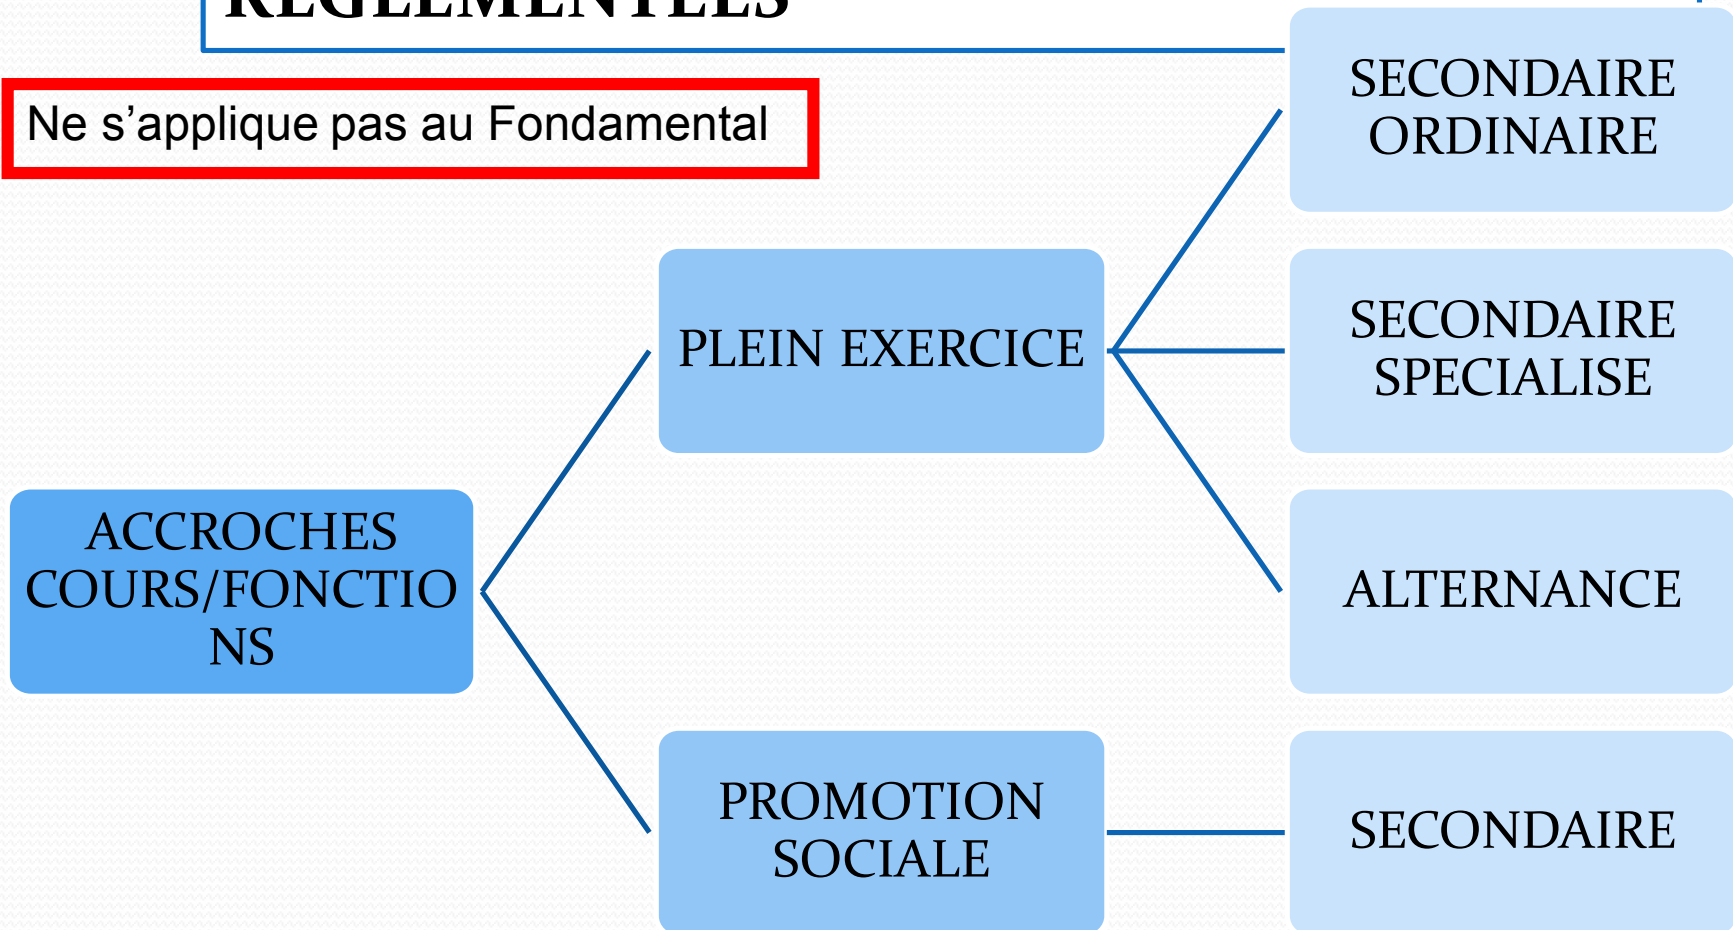 REGLEMENTEES
Ne s’applique pas au Fondamental
SECONDAIRE
ORDINAIRE
PLEIN EXERCICE
SECONDAIRE
SPECIALISE
ACCROCHES
COURS/FONCTIO
NS
ALTERNANCE
PROMOTION
SOCIALE
SECONDAIRE